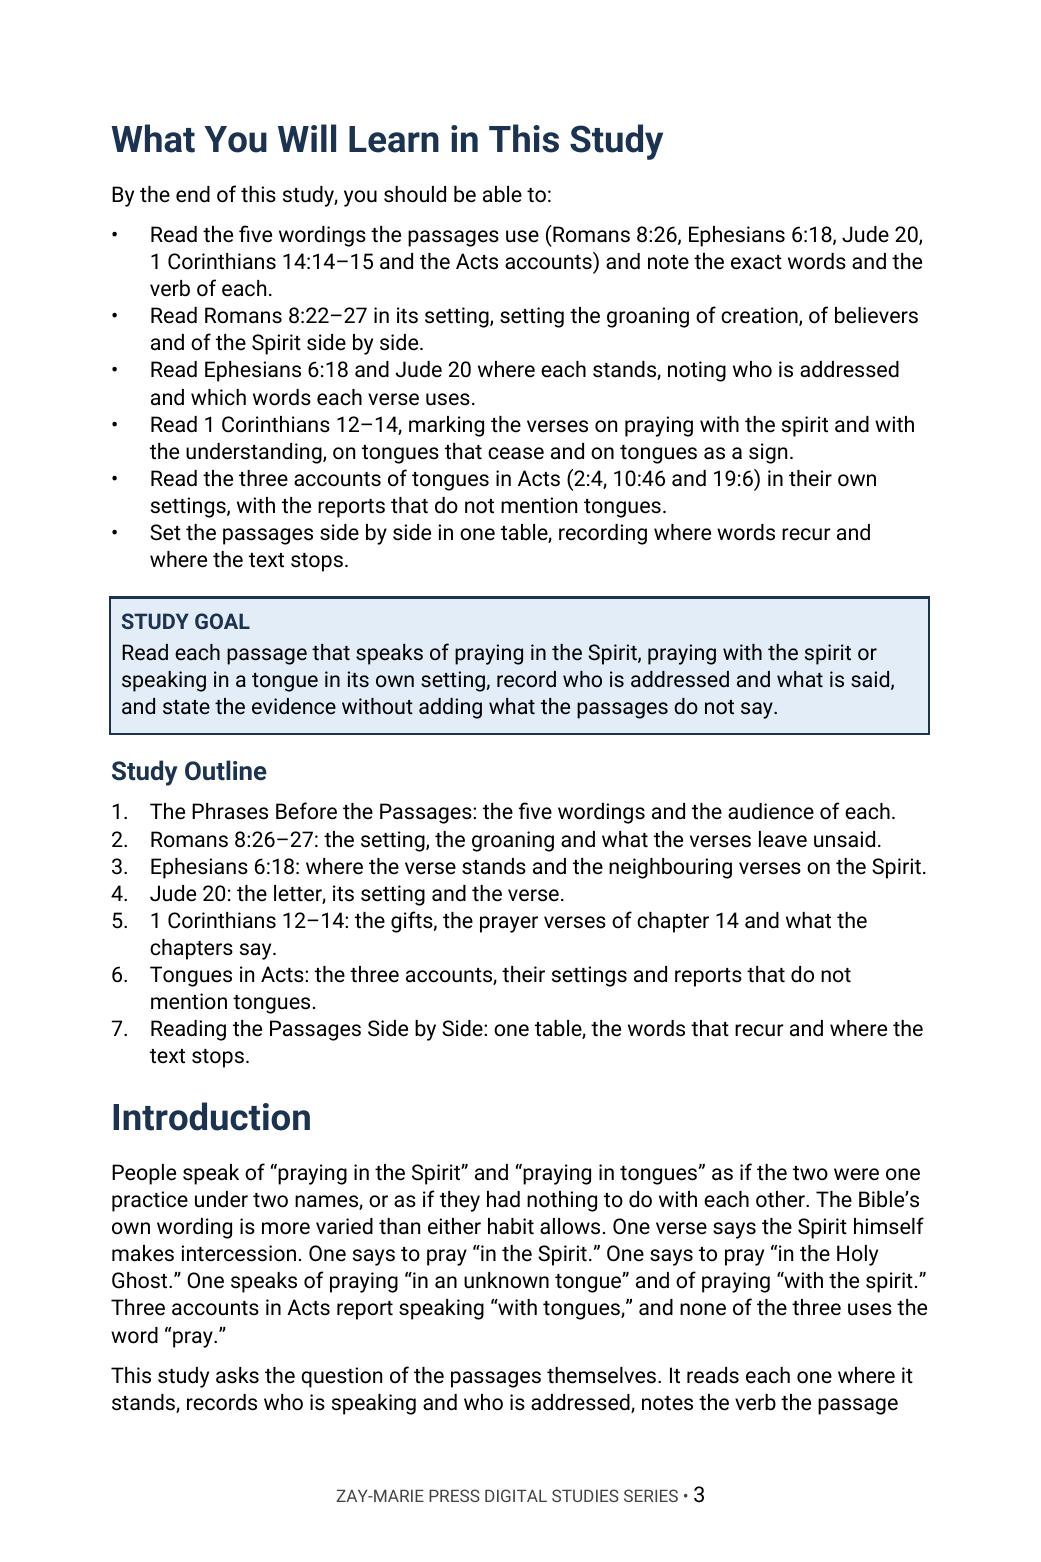 What You Will Learn in This Study
By the end of this study, you should be able to:
• Read the five wordings the passages use (Romans 8:26, Ephesians 6:18, Jude 20,
1 Corinthians 14:14–15 and the Acts accounts) and note the exact words and the
verb of each.
• Read Romans 8:22–27 in its setting, setting the groaning of creation, of believers
and of the Spirit side by side.
• Read Ephesians 6:18 and Jude 20 where each stands, noting who is addressed
and which words each verse uses.
• Read 1 Corinthians 12–14, marking the verses on praying with the spirit and with
the understanding, on tongues that cease and on tongues as a sign.
• Read the three accounts of tongues in Acts (2:4, 10:46 and 19:6) in their own
settings, with the reports that do not mention tongues.
• Set the passages side by side in one table, recording where words recur and
where the text stops.
STUDY GOAL
Read each passage that speaks of praying in the Spirit, praying with the spirit or
speaking in a tongue in its own setting, record who is addressed and what is said,
and state the evidence without adding what the passages do not say.
Study Outline
1. The Phrases Before the Passages: the five wordings and the audience of each.
2. Romans 8:26–27: the setting, the groaning and what the verses leave unsaid.
3. Ephesians 6:18: where the verse stands and the neighbouring verses on the Spirit.
4. Jude 20: the letter, its setting and the verse.
5. 1 Corinthians 12–14: the gifts, the prayer verses of chapter 14 and what the
chapters say.
6. Tongues in Acts: the three accounts, their settings and reports that do not
mention tongues.
7. Reading the Passages Side by Side: one table, the words that recur and where the
text stops.
Introduction
People speak of “praying in the Spirit” and “praying in tongues” as if the two were one
practice under two names, or as if they had nothing to do with each other. The Bible’s
own wording is more varied than either habit allows. One verse says the Spirit himself
makes intercession. One says to pray “in the Spirit.” One says to pray “in the Holy
Ghost.” One speaks of praying “in an unknown tongue” and of praying “with the spirit.”
Three accounts in Acts report speaking “with tongues,” and none of the three uses the
word “pray.”
This study asks the question of the passages themselves. It reads each one where it
stands, records who is speaking and who is addressed, notes the verb the passage
ZAY-MARIE PRESS DIGITAL STUDIES SERIES • 3